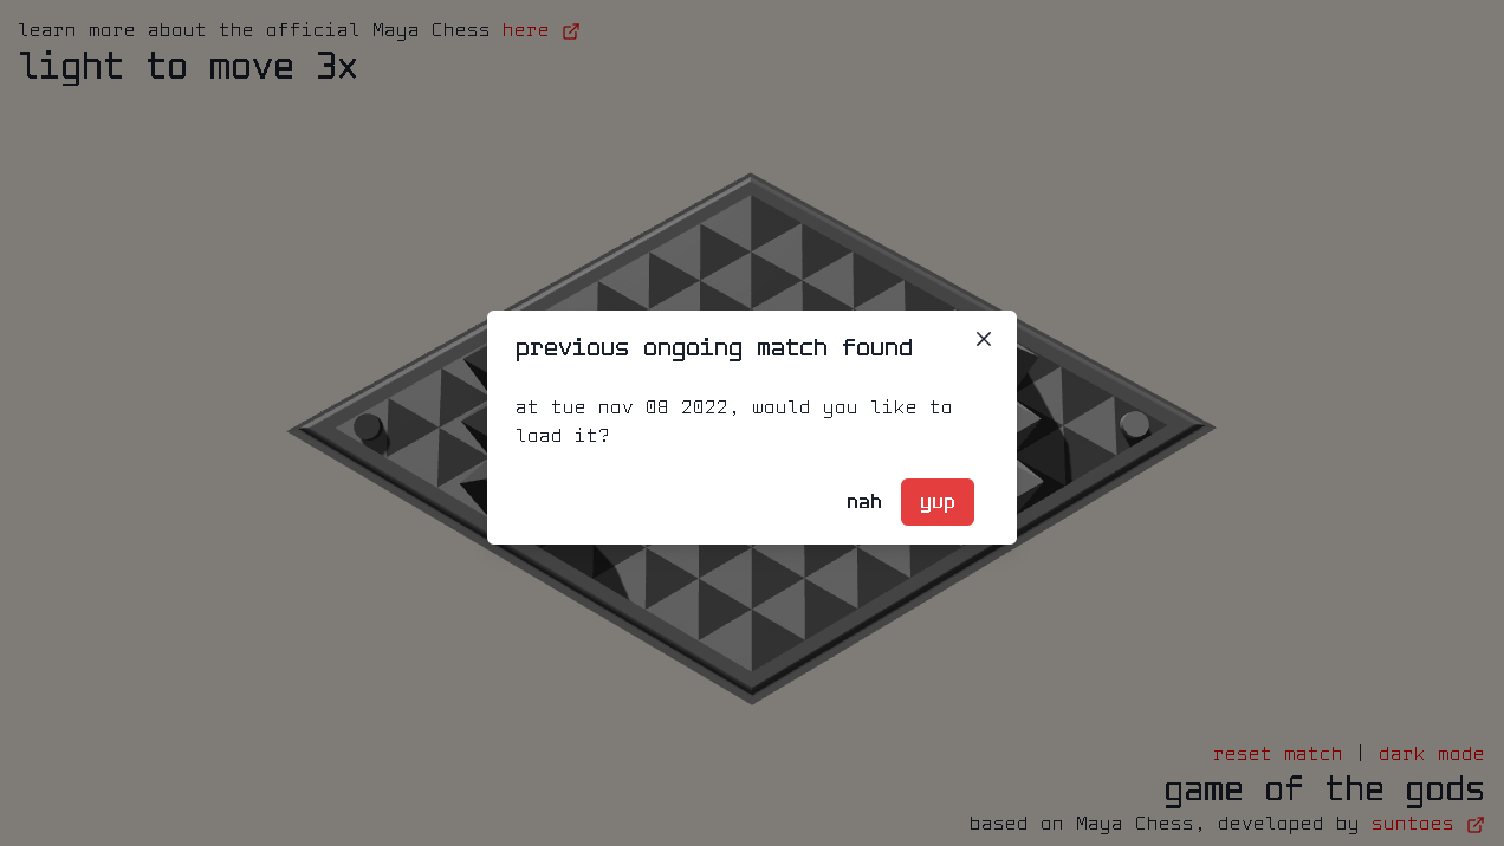 learn more about the official Maya Chess here
light to move 3x
previous ongoing match found
at tue nov 08 2022, would you like to
load it?
nah
yup
reset match | dark mode
game of the gods
based on Maya Chess, developed by suntoes